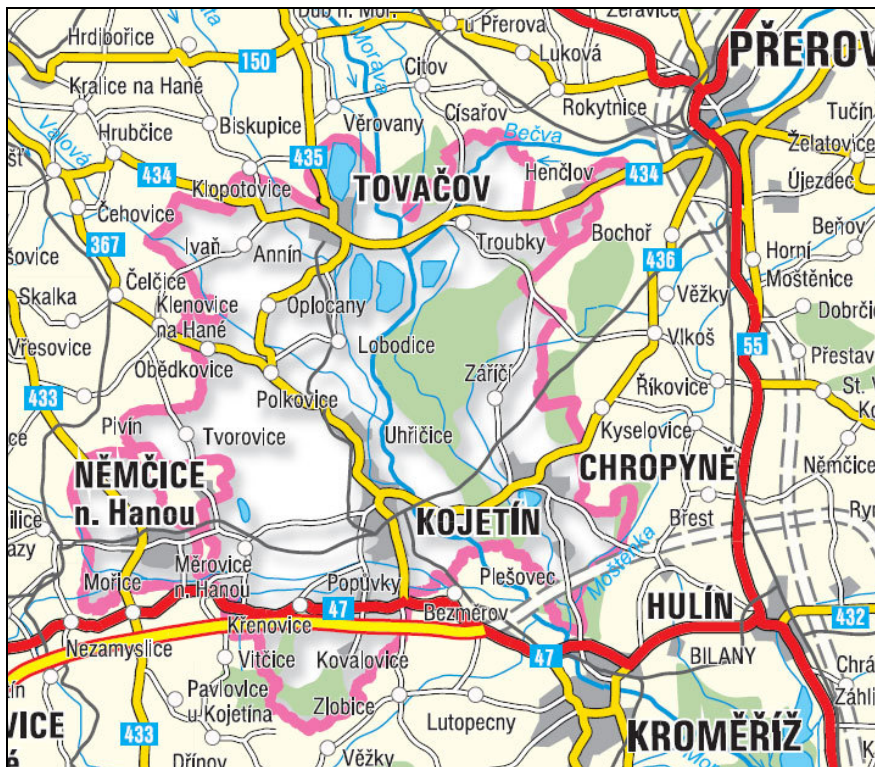 Hrdibořice
Dub n. Mor.
u Přerova
Žeravice
150
Morava
Luková
PŘEROV
Kralice na Hané
Citov
Rokytnice
Císařov
Tučín
Biskupice
Věrovany
Hrubčice
Valová
Bečva
Želatovice
435
434
Klopotovice
TOVAČOV
Henčlov
434
Újezdec
Čehovice
Troubky
Bochoř
Beňov
367
Ivaň
Annín
436
Horní
Moštěnice
Čelčice
Skalka
Klenovice
na Hané
Oplocany
Věžky
Vlkoš
Vřesovice
Lobodice
55
Obědkovice
Záříčí
433
Polkovice
Říkovice
St. V
Pivín
Tvorovice
Uhřičice
Kyselovice
NĚMČICE
n. Hanou
CHROPYNĚ
Němčice
KOJETÍN
Břest
Moštěnka
Měrovice
n. Hanou
Mořice
Popůvky
Plešovec
HULÍN
47
Bezměrov
432
Křenovice
Nezamyslice
47
BILANY
Vitčice
Kovalovice
Pavlovice
u Kojetína
Zlobice
Lutopecny
433
KROMĚŘÍŽ
Dřínov
Věžky